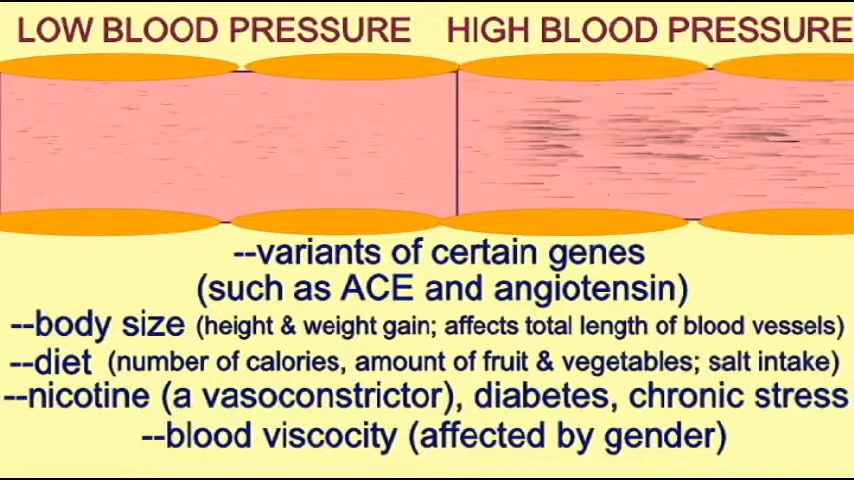 LOW BLOOD PRESSURE HIGH BLOOD PRESSURE
--variants of certain genes
(such as ACE and angiotensin)
--body size (height & weight gain; affects total length of blood vessels)
--diet (number of calories, amount of fruit & vegetables; salt intake)
--nicotine (a vasoconstrictor), diabetes, chronic stress
--blood viscocity (affected by gender)